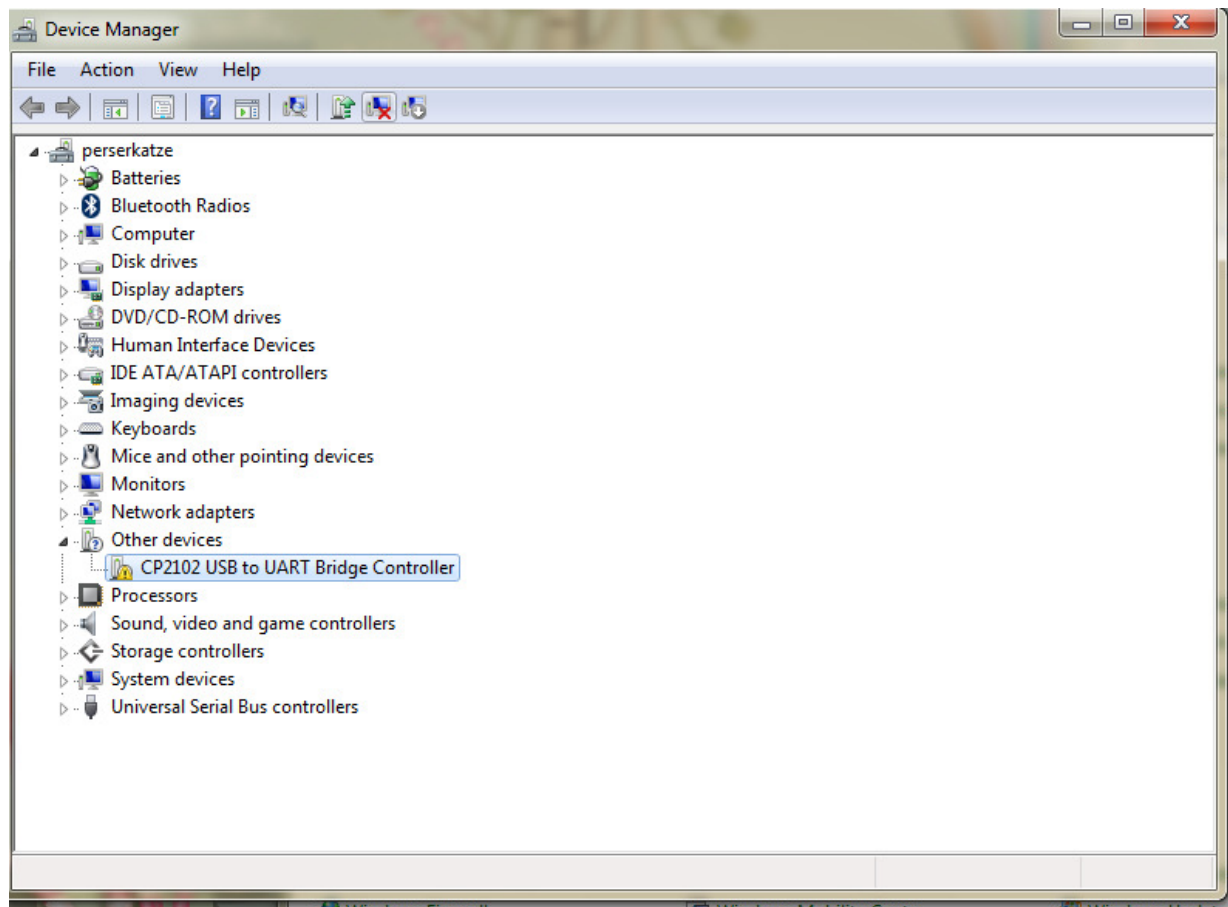 Device Manager
File Action View Help
perserkatze
Batteries
Bluetooth Radios
Computer
Disk drives
Display adapters
DVD/CD-ROM drives
Human Interface Devices
IDE ATA/ATAPI controllers
Imaging devices
Keyboards
Mice and other pointing devices
Monitors
Network adapters
Other devices
CP2102 USB to UART Bridge Controller
Processors
Sound, video and game controllers
Storage controllers
System devices
Universal Serial Bus controllers